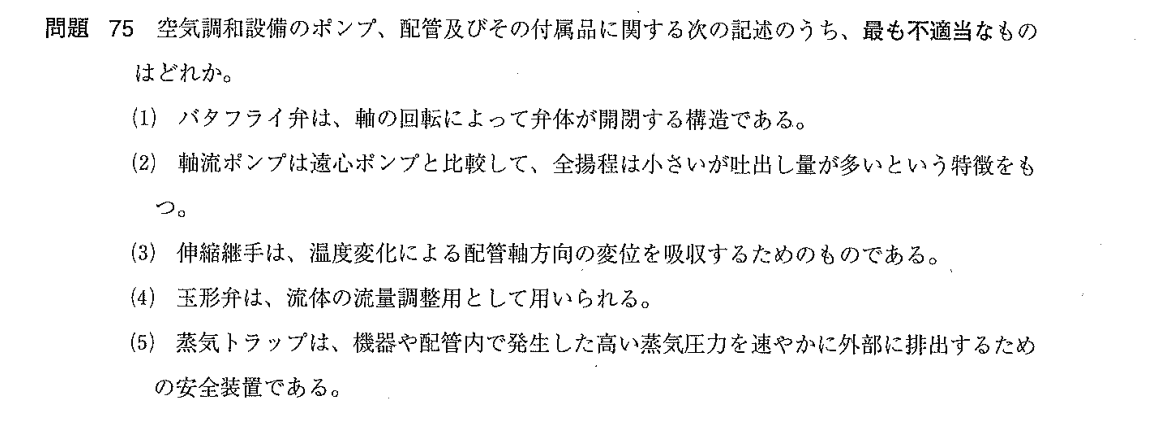 問題 75 空気調和設備のポンプ、配管及びその付属品に関する次の記述のうち、最も不適当なもの
はどれか。
(1) バタフライ弁は、軸の回転によって弁体が開閉する構造である。
(2) 軸流ポンプは遠心ポンプと比較して、全揚程は小さいが吐出し量が多いという特徴をも
つ。
(3) 伸縮継手は、温度変化による配管軸方向の変位を吸収するためのものである。
(4) 玉形弁は、流体の流量調整用として用いられる。
(5) 蒸気トラップは、機器や配管内で発生した高い蒸気圧力を速やかに外部に排出するため
の安全装置である。